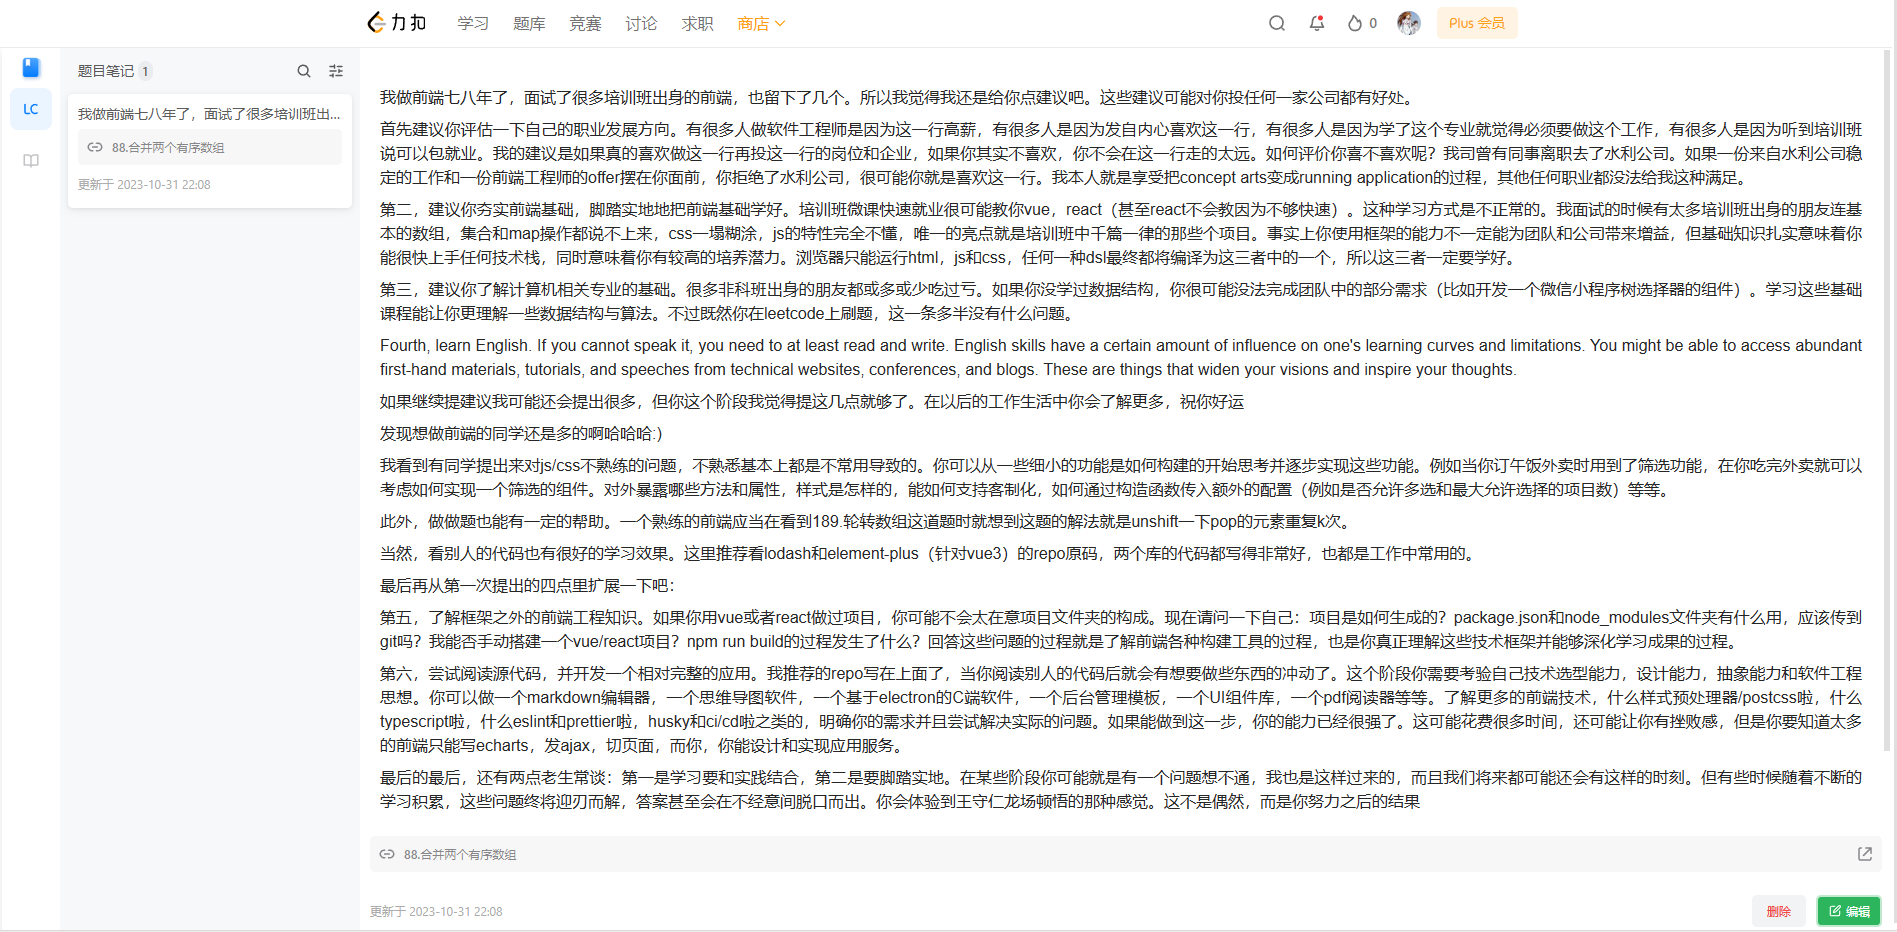 力扣 学习 题库 竞赛 讨论 求职 商店 0 Plus 会员
题目笔记 1
LC
我做前端七八年了，面试了很多培训班出...
88.合并两个有序数组
更新于 2023-10-31 22:08
我做前端七八年了，面试了很多培训班出身的前端，也留下了几个。所以我觉得我还是给你点建议吧。这些建议可能对你投任何一家公司都有好处。
首先建议你评估一下自己的职业发展方向。有很多人做软件工程师是因为这一行高薪，有很多人是因为发自内心喜欢这一行，有很多人是因为学了这个专业就觉得必须要做这个工作，有很多人是因为听到培训班
说可以包就业。我的建议是如果真的喜欢做这一行再投这一行的岗位和企业，如果你其实不喜欢，你不会在这一行走的太远。如何评价你喜不喜欢呢？我司曾有同事离职去了水利公司。如果一份来自水利公司稳
定的工作和一份前端工程师的offer摆在你面前，你拒绝了水利公司，很可能你就是喜欢这一行。我本人就是享受把concept arts变成running application的过程，其他任何职业都没法给我这种满足。
第二，建议你夯实前端基础，脚踏实地地把前端基础学好。培训班微课快速就业很可能教你vue，react（甚至react不会教因为不够快速）。这种学习方式是不正常的。我面试的时候有太多培训班出身的朋友连基
本的数组，集合和map操作都说不上来，css一塌糊涂，js的特性完全不懂，唯一的亮点就是培训班中千篇一律的那些个项目。事实上你使用框架的能力不一定能为团队和公司带来增益，但基础知识扎实意味着你
能很快上手任何技术栈，同时意味着你有较高的培养潜力。浏览器只能运行html，js和css，任何一种dsl最终都将编译为这三者中的一个，所以这三者一定要学好。
第三，建议你了解计算机相关专业的基础。很多非科班出身的朋友都或多或少吃过亏。如果你没学过数据结构，你很可能没法完成团队中的部分需求（比如开发一个微信小程序树选择器的组件）。学习这些基础
课程能让你更理解一些数据结构与算法。不过既然你在leetcode上刷题，这一条多半没有什么问题。
Fourth, learn English. If you cannot speak it, you need to at least read and write. English skills have a certain amount of influence on one's learning curves and limitations. You might be able to access abundant
first-hand materials, tutorials, and speeches from technical websites, conferences, and blogs. These are things that widen your visions and inspire your thoughts.
如果继续提建议我可能还会提出很多，但你这个阶段我觉得提这几点就够了。在以后的工作生活中你会了解更多，祝你好运
发现想做前端的同学还是多的啊哈哈哈:)
我看到有同学提出来对js/css不熟练的问题，不熟悉基本上都是不常用导致的。你可以从一些细小的功能是如何构建的开始思考并逐步实现这些功能。例如当你订午饭外卖时用到了筛选功能，在你吃完外卖就可以
考虑如何实现一个筛选的组件。对外暴露哪些方法和属性，样式是怎样的，能如何支持客制化，如何通过构造函数传入额外的配置（例如是否允许多选和最大允许选择的项目数）等等。
此外，做做题也能有一定的帮助。一个熟练的前端应当在看到189.轮转数组这道题时就想到这题的解法就是unshift一下pop的元素重复k次。
当然，看别人的代码也有很好的学习效果。这里推荐看lodash和element-plus（针对vue3）的repo原码，两个库的代码都写得非常好，也都是工作中常用的。
最后再从第一次提出的四点里扩展一下吧：
第五，了解框架之外的前端工程知识。如果你用vue或者react做过项目，你可能不会太在意项目文件夹的构成。现在请问一下自己：项目是如何生成的？package.json和node_modules文件夹有什么用，应该传到
git吗？我能否手动搭建一个vue/react项目？npm run build的过程发生了什么？回答这些问题的过程就是了解前端各种构建工具的过程，也是你真正理解这些技术框架并能够深化学习成果的过程。
第六，尝试阅读源代码，并开发一个相对完整的应用。我推荐的repo写在上面了，当你阅读别人的代码后就会有想要做些东西的冲动了。这个阶段你需要考验自己技术选型能力，设计能力，抽象能力和软件工程
思想。你可以做一个markdown编辑器，一个思维导图软件，一个基于electron的C端软件，一个后台管理模板，一个UI组件库，一个pdf阅读器等等。了解更多的前端技术，什么样式预处理器/postcss啦，什么
typescript啦，什么eslint和prettier啦，husky和ci/cd啦之类的，明确你的需求并且尝试解决实际的问题。如果能做到这一步，你的能力已经很强了。这可能花费很多时间，还可能让你有挫败感，但是你要知道太多
的前端只能写echarts，发ajax，切页面，而你，你能设计和实现应用服务。
最后的最后，还有两点老生常谈：第一是学习要和实践结合，第二是要脚踏实地。在某些阶段你可能就是有一个问题想不通，我也是这样过来的，而且我们将来都可能还会有这样的时刻。但有些时候随着不断的
学习积累，这些问题终将迎刃而解，答案甚至会在不经意间脱口而出。你会体验到王守仁龙场顿悟的那种感觉。这不是偶然，而是你努力之后的结果
88.合并两个有序数组
更新于 2023-10-31 22:08
删除 编辑